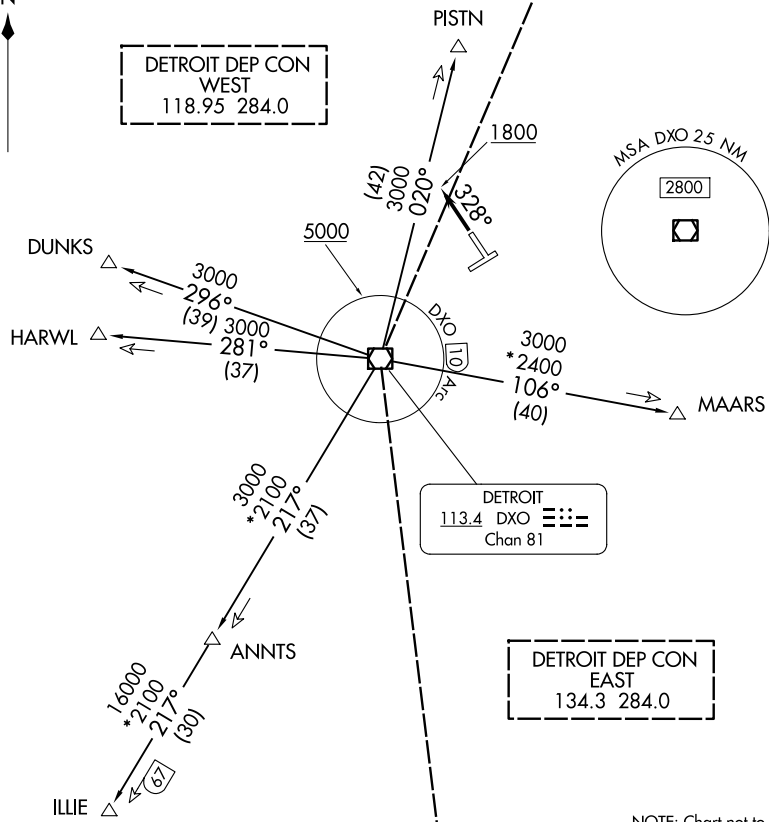 N
PISTN
DETROIT DEP CON
WEST
118.95 284.0
1800
MSA DXO 25 NM
2800
(42)
3000
020°
328°
5000
DUNKS
3000
296°
(39)
HARWL
3000
281°
(37)
DXO 10 Arc
3000
*2400
106°
(40)
MAARS
DETROIT
113.4 DXO
Chan 81
3000
*2100
217°
(37)
ANNTS
DETROIT DEP CON
EAST
134.3 284.0
16000
*2100
217°
(30)
67
ILLIE
NOTE: Chart not to